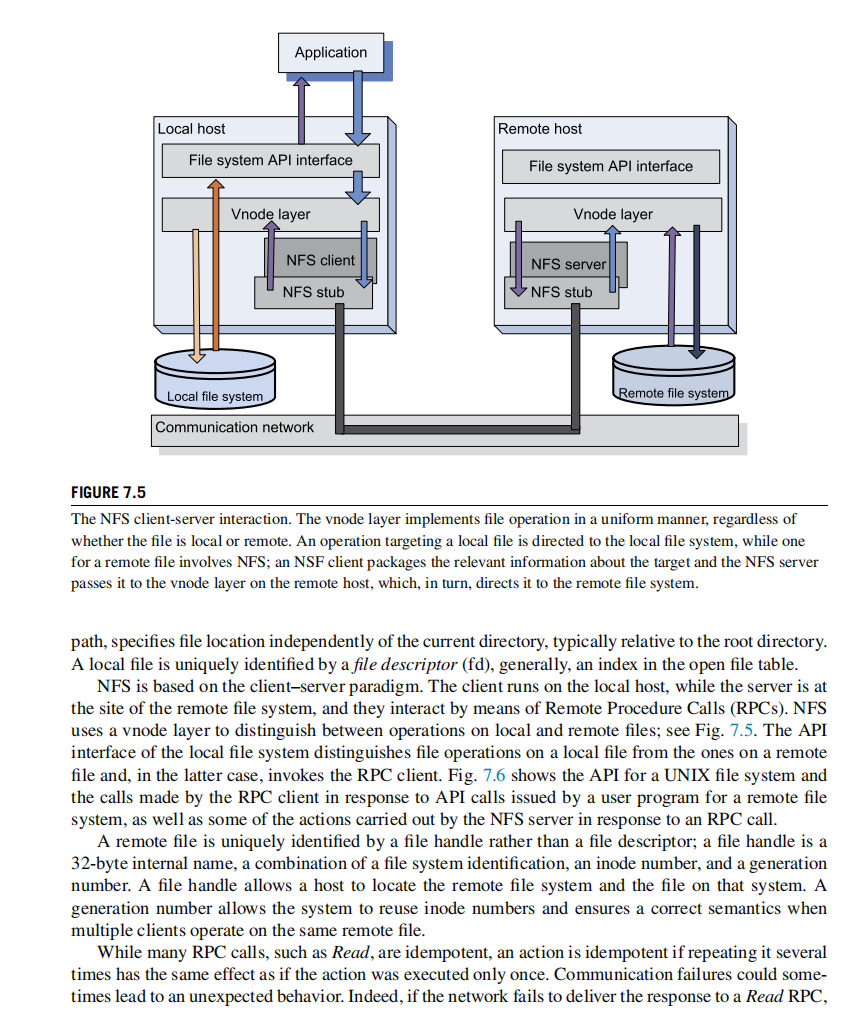 Application
Local host
Remote host
File system API interface
File system API interface
Vnode layer
Vnode layer
NFS client
NFS server
NFS stub
NFS stub
Local file system
Remote file system
Communication network
FIGURE 7.5
The NFS client-server interaction. The vnode layer implements file operation in a uniform manner, regardless of
whether the file is local or remote. An operation targeting a local file is directed to the local file system, while one
for a remote file involves NFS; an NSF client packages the relevant information about the target and the NFS server
passes it to the vnode layer on the remote host, which, in turn, directs it to the remote file system.
path, specifies file location independently of the current directory, typically relative to the root directory.
A local file is uniquely identified by a file descriptor (fd), generally, an index in the open file table.
NFS is based on the client–server paradigm. The client runs on the local host, while the server is at
the site of the remote file system, and they interact by means of Remote Procedure Calls (RPCs). NFS
uses a vnode layer to distinguish between operations on local and remote files; see Fig. 7.5. The API
interface of the local file system distinguishes file operations on a local file from the ones on a remote
file and, in the latter case, invokes the RPC client. Fig. 7.6 shows the API for a UNIX file system and
the calls made by the RPC client in response to API calls issued by a user program for a remote file
system, as well as some of the actions carried out by the NFS server in response to an RPC call.
A remote file is uniquely identified by a file handle rather than a file descriptor; a file handle is a
32-byte internal name, a combination of a file system identification, an inode number, and a generation
number. A file handle allows a host to locate the remote file system and the file on that system. A
generation number allows the system to reuse inode numbers and ensures a correct semantics when
multiple clients operate on the same remote file.
While many RPC calls, such as Read, are idempotent, an action is idempotent if repeating it several
times has the same effect as if the action was executed only once. Communication failures could some-
times lead to an unexpected behavior. Indeed, if the network fails to deliver the response to a Read RPC,